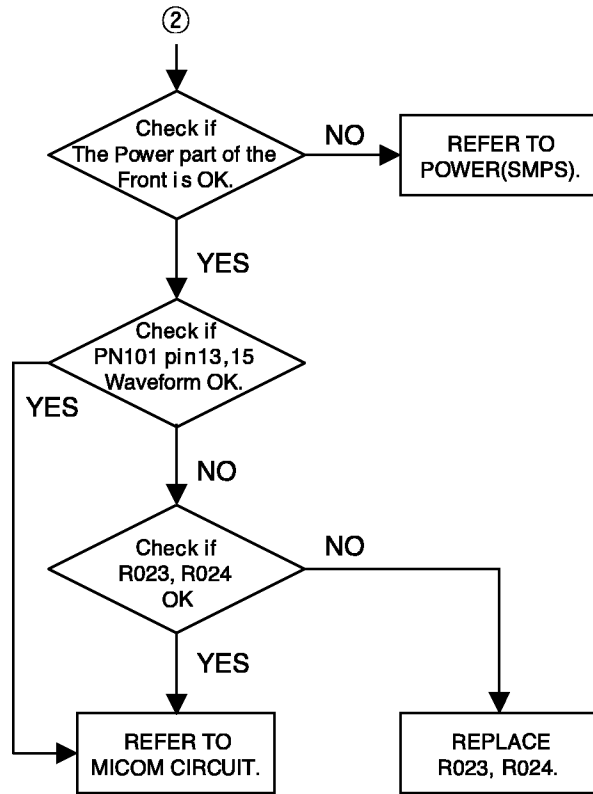 ②
Check if
The Power part of the
Front is OK.
NO
REFER TO
POWER(SMPS).
YES
Check if
PN101 pin13,15
Waveform OK.
YES
NO
Check if
R023, R024
OK
NO
YES
REFER TO
MICOM CIRCUIT.
REPLACE
R023, R024.